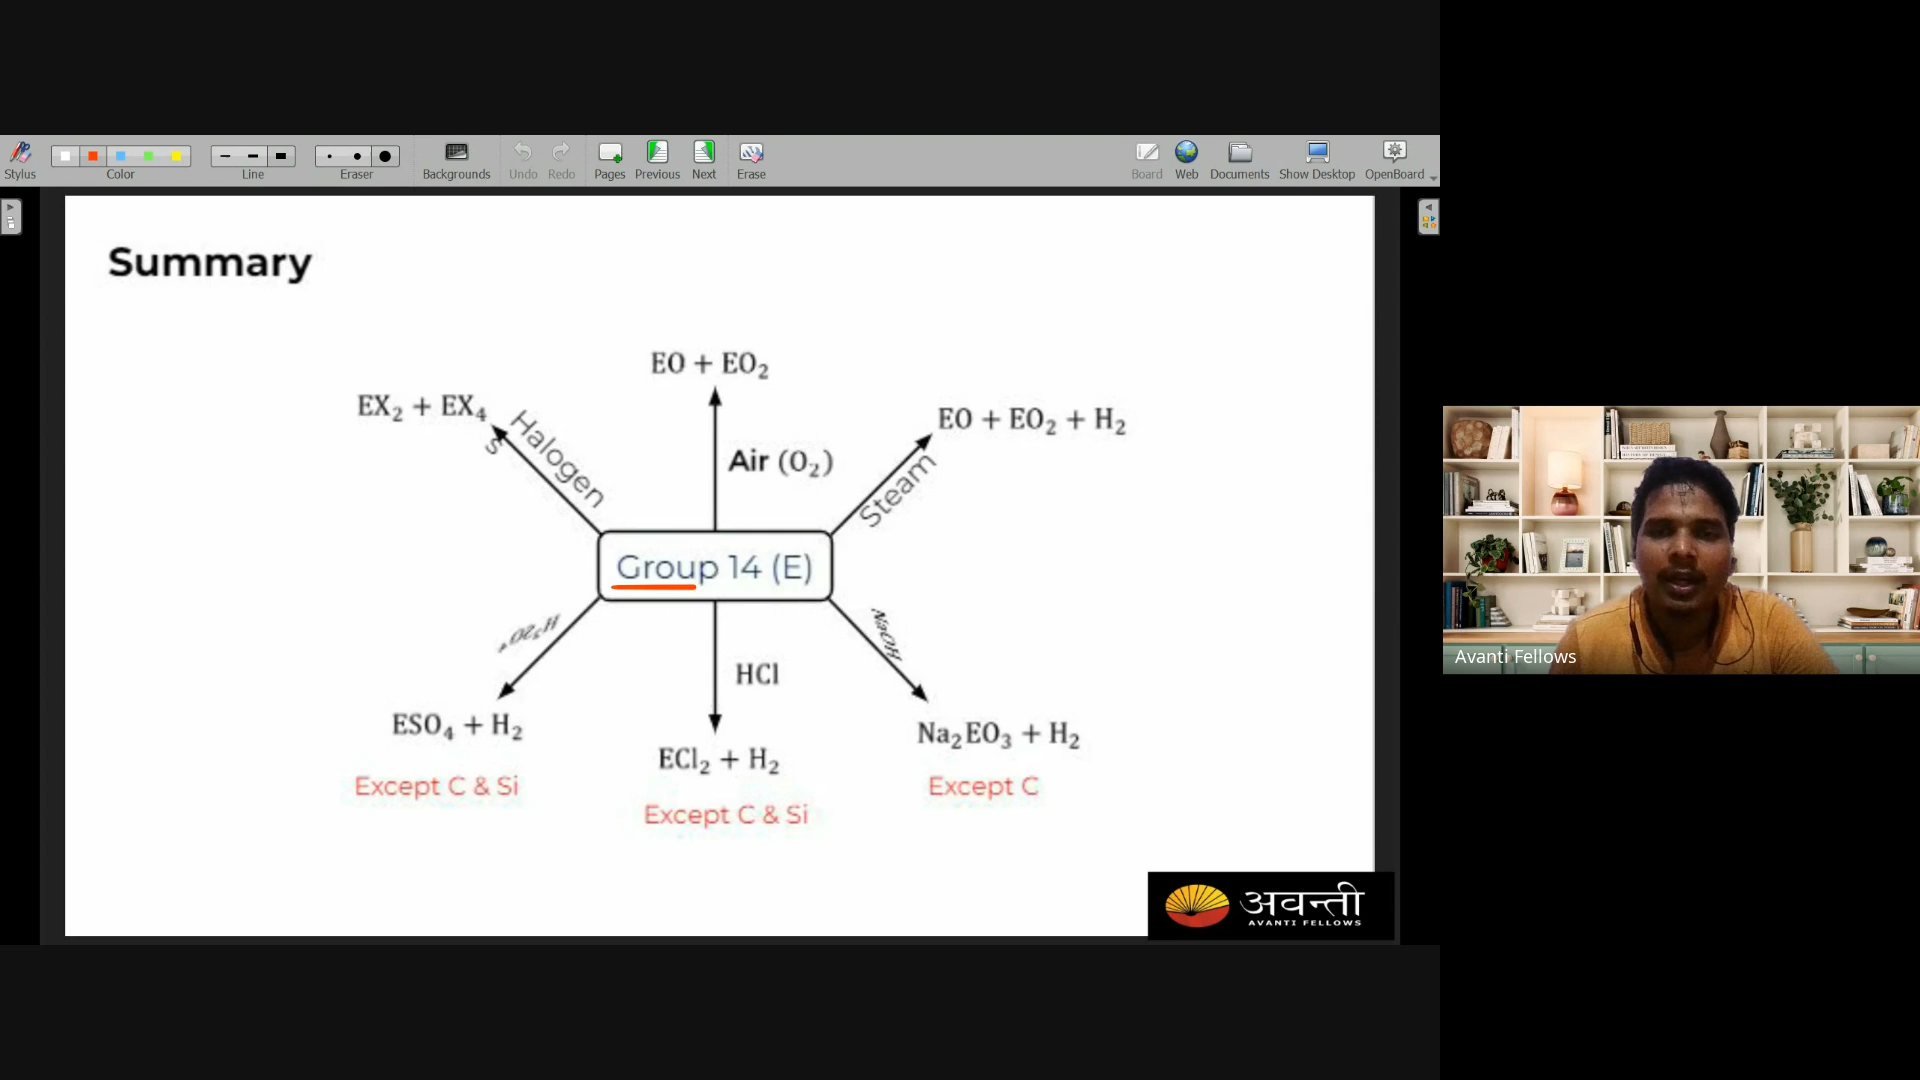 Stylus
Color
Line
Eraser
Backgrounds
Undo
Redo
Pages
Previous
Next
Erase
Board
Web
Documents
Show Desktop
OpenBoard
Summary
EO + EO₂
EX₂ + EX₄
Halogen
s
Air (O₂)
EO + EO₂ + H₂
Steam
Group 14 (E)
H₂SO₄
HCl
NaOH
ESO₄ + H₂
Except C & Si
ECl₂ + H₂
Except C & Si
Na₂EO₃ + H₂
Except C
अवन्ती
AVANTI FELLOWS
Avanti Fellows